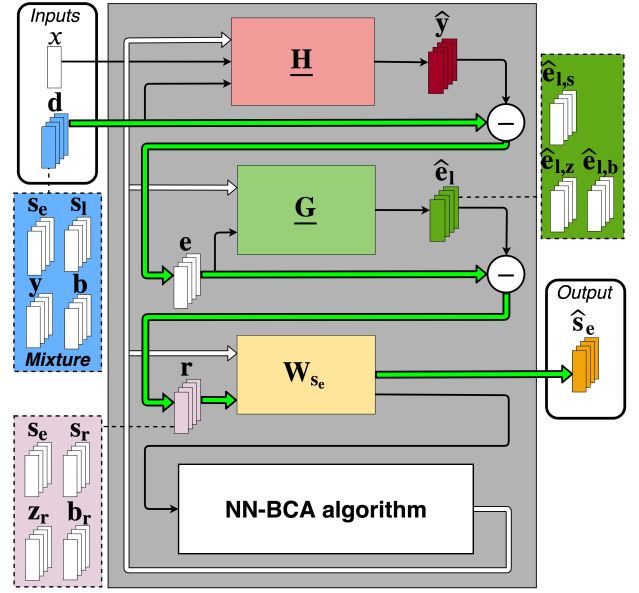 Inputs
x
d
H
ŷ
ê_l,s
ê_l,z ê_l,b
G
ê_l
s_e s_l
y b
Mixture
e
Output
ŝ_e
r
W_s_e
s_e s_r
z_r b_r
NN-BCA algorithm